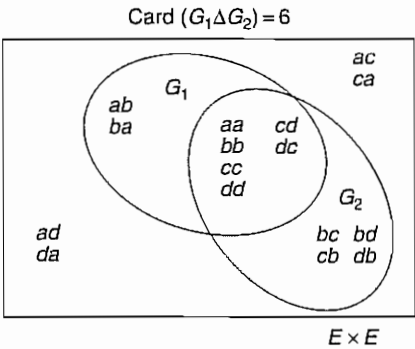 Card (G₁ΔG₂) = 6
ac
ca
G₁
ab
ba
aa cd
bb dc
cc
dd
G₂
ad
da
bc bd
cb db
E × E